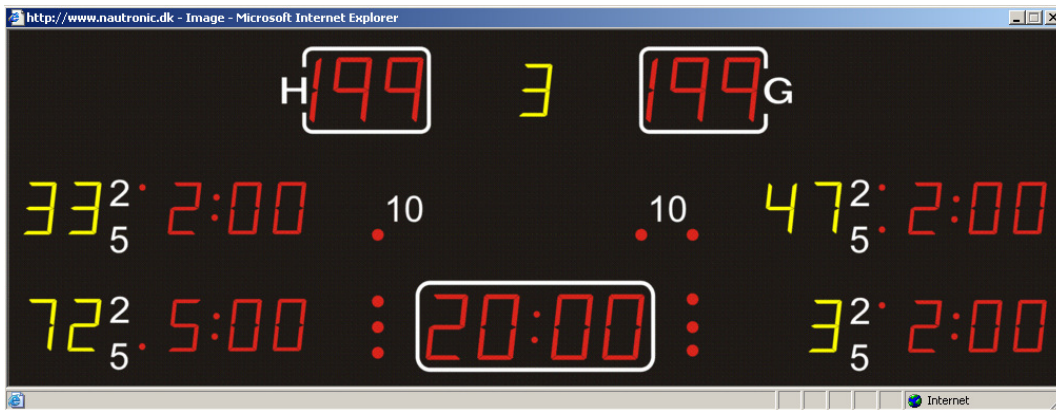 http://www.nautronic.dk - Image - Microsoft Internet Explorer
H 199 3 199 G
33 2 5 2:00 10 10 47 2 5 2:00
72 2 5 5:00 20:00 3 2 5 2:00
Internet